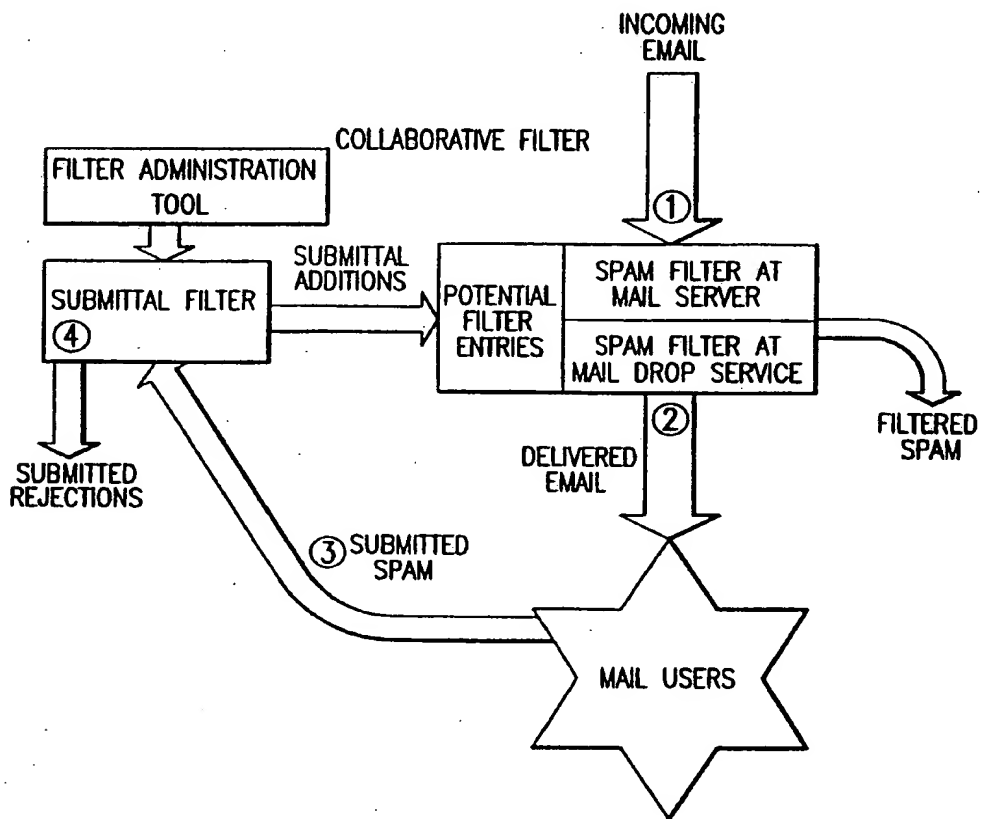 INCOMING
EMAIL
COLLABORATIVE FILTER
FILTER ADMINISTRATION
TOOL
①
SUBMITTAL
ADDITIONS
SUBMITTAL FILTER
④
POTENTIAL
FILTER
ENTRIES
SPAM FILTER AT
MAIL SERVER
SPAM FILTER AT
MAIL DROP SERVICE
②
FILTERED
SPAM
SUBMITTED
REJECTIONS
DELIVERED
EMAIL
③ SUBMITTED
SPAM
MAIL USERS